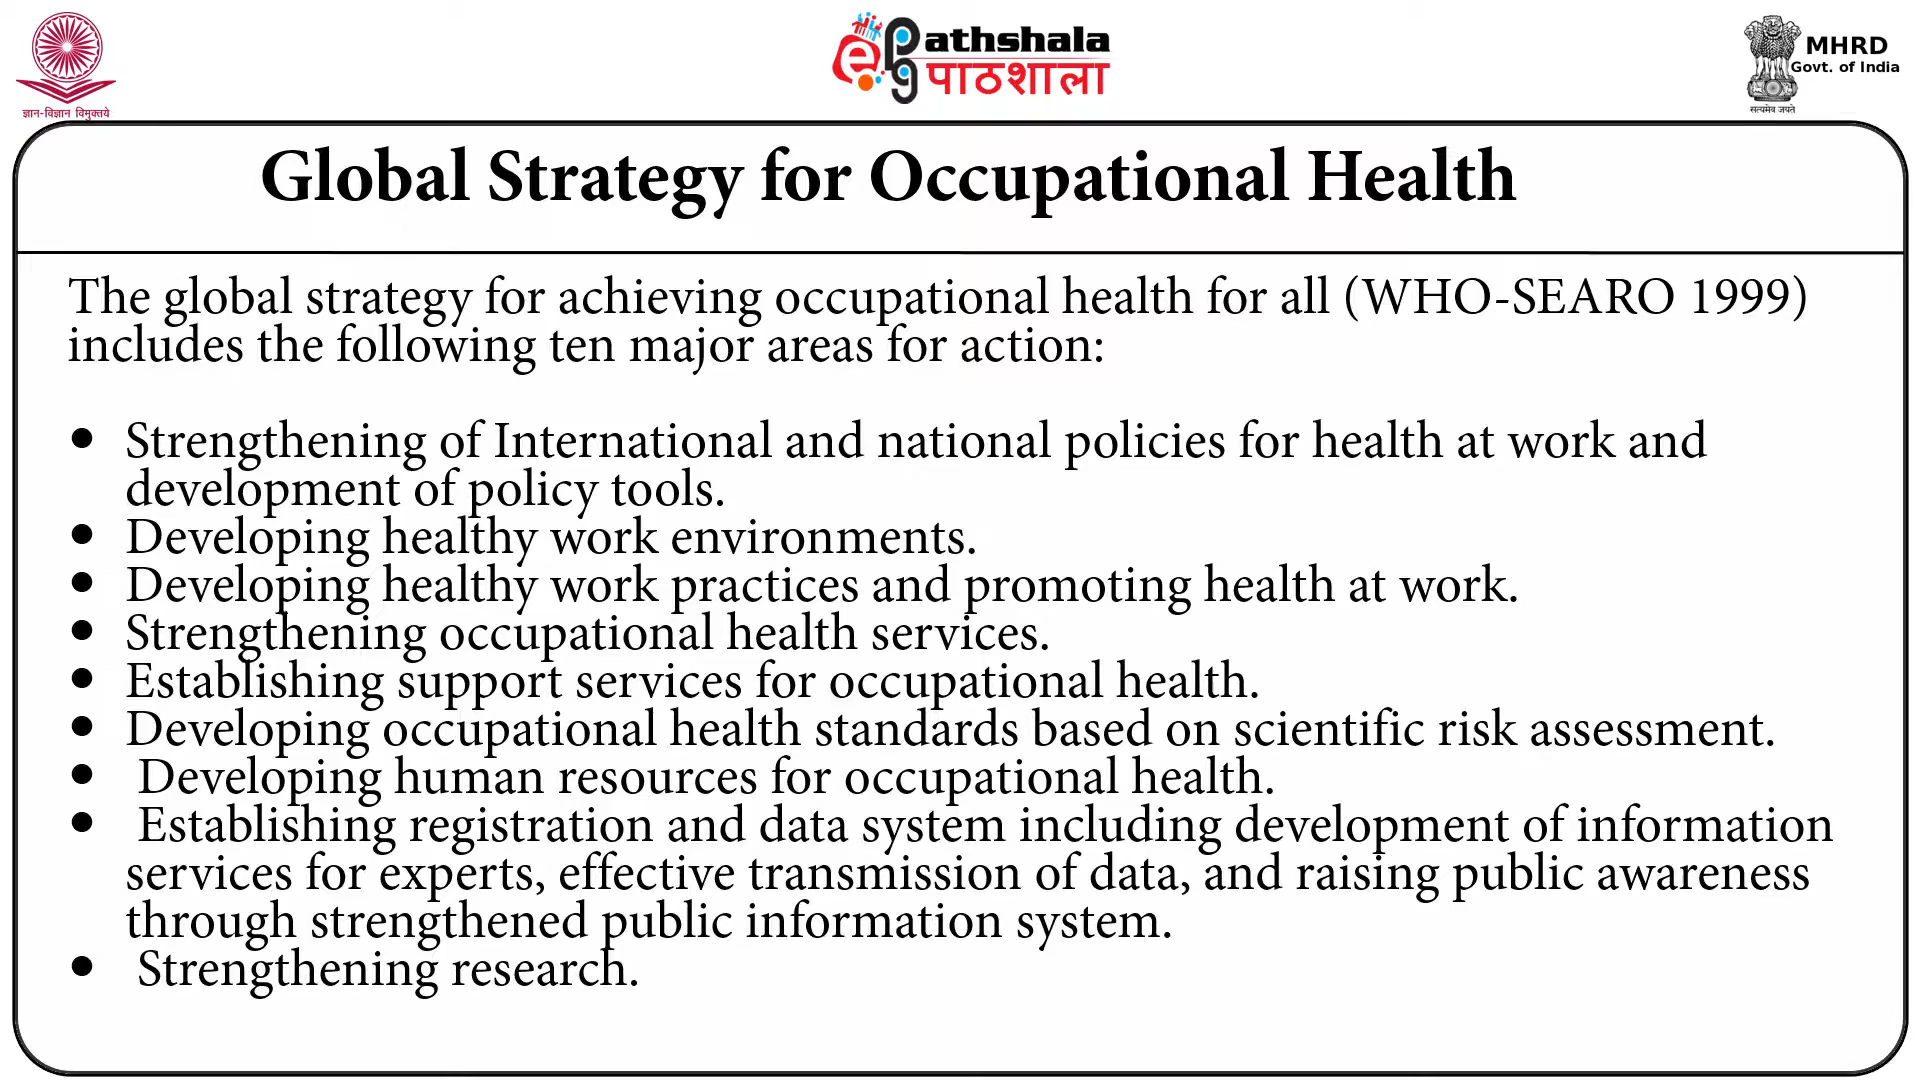 ज्ञान-विज्ञान विमुक्तये
ePathshala
पाठशाला
MHRD
Govt. of India
सत्यमेव जयते
Global Strategy for Occupational Health
The global strategy for achieving occupational health for all (WHO-SEARO 1999)
includes the following ten major areas for action:
• Strengthening of International and national policies for health at work and
development of policy tools.
• Developing healthy work environments.
• Developing healthy work practices and promoting health at work.
• Strengthening occupational health services.
• Establishing support services for occupational health.
• Developing occupational health standards based on scientific risk assessment.
• Developing human resources for occupational health.
• Establishing registration and data system including development of information
services for experts, effective transmission of data, and raising public awareness
through strengthened public information system.
• Strengthening research.